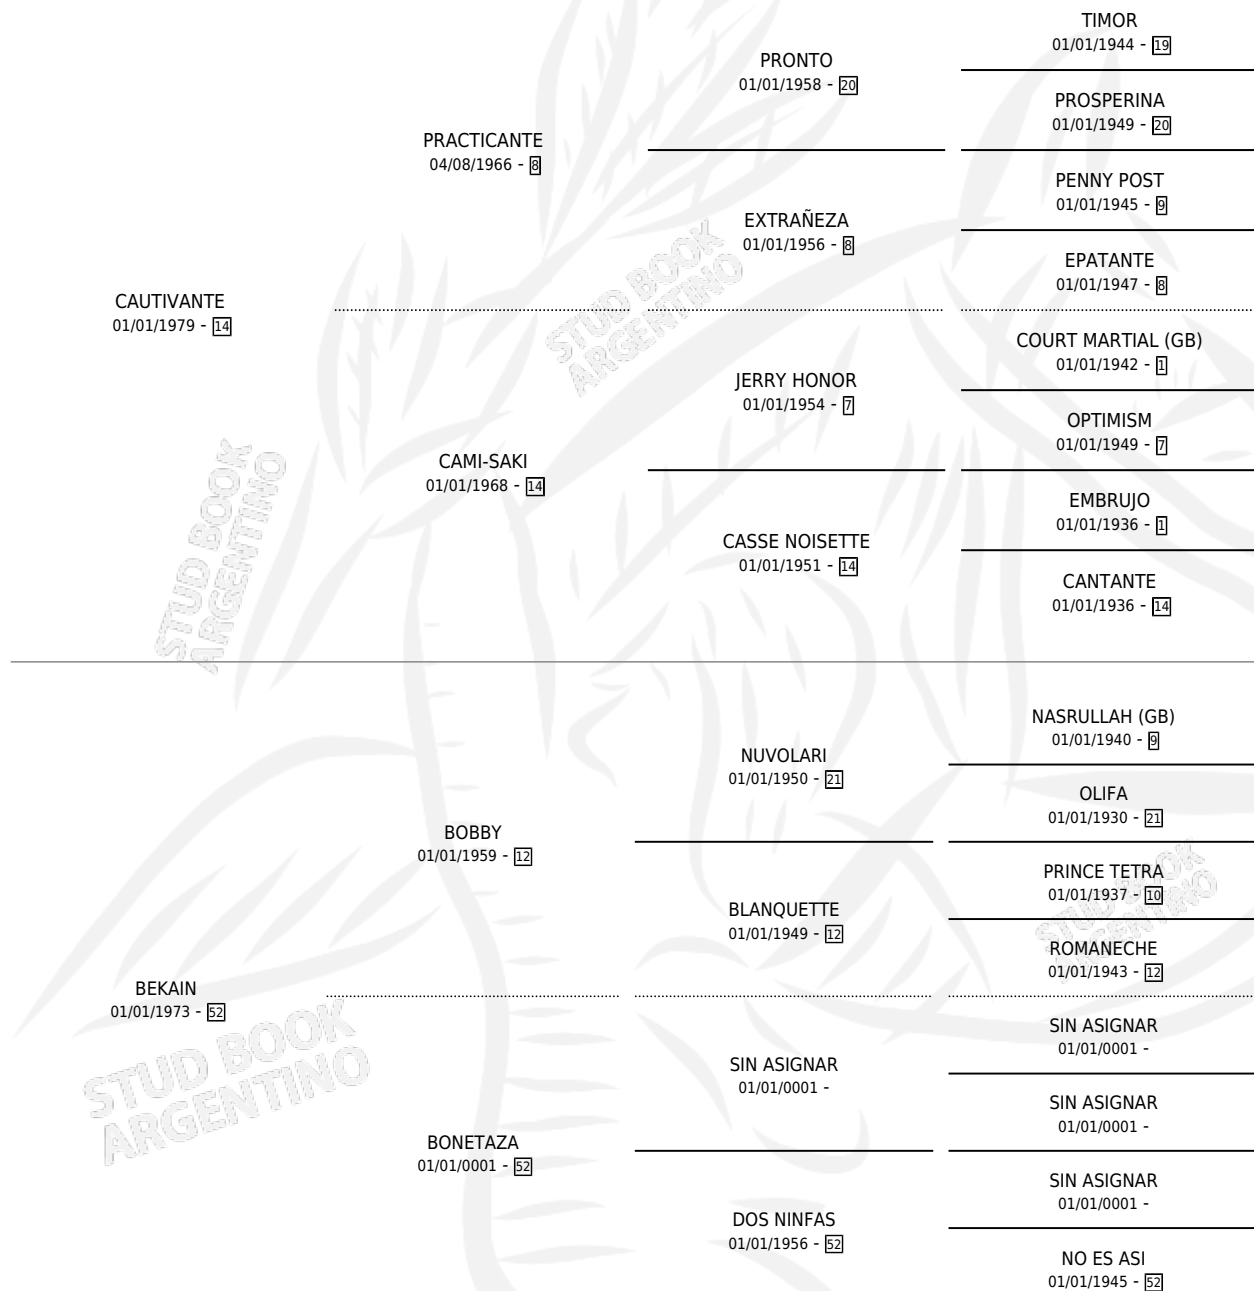 TIMOR
01/01/1944 - 19
PRONTO
01/01/1958 - 20
PROSPERINA
01/01/1949 - 20
PRACTICANTE
04/08/1966 - 8
PENNY POST
01/01/1945 - 9
EXTRAÑEZA
01/01/1956 - 8
EPATANTE
01/01/1947 - 8
CAUTIVANTE
01/01/1979 - 14
COURT MARTIAL (GB)
01/01/1942 - 1
JERRY HONOR
01/01/1954 - 7
OPTIMISM
01/01/1949 - 7
CAMI-SAKI
01/01/1968 - 14
EMBRUJO
01/01/1936 - 1
CASSE NOISETTE
01/01/1951 - 14
CANTANTE
01/01/1936 - 14
STUD BOOK
ARGENTINO
STUD BOOK
ARGENTINO
NASRULLAH (GB)
01/01/1940 - 9
NUVOLARI
01/01/1950 - 21
OLIFA
01/01/1930 - 21
BOBBY
01/01/1959 - 12
PRINCE TETRA
01/01/1937 - 10
BLANQUETTE
01/01/1949 - 12
ROMANECHE
01/01/1943 - 12
STUD BOOK
ARGENTINO
BEKAIN
01/01/1973 - 52
SIN ASIGNAR
01/01/0001 -
SIN ASIGNAR
01/01/0001 -
SIN ASIGNAR
01/01/0001 -
BONETAZA
01/01/0001 - 52
SIN ASIGNAR
01/01/0001 -
DOS NINFAS
01/01/1956 - 52
NO ES ASI
01/01/1945 - 52
STUD BOOK
ARGENTINO